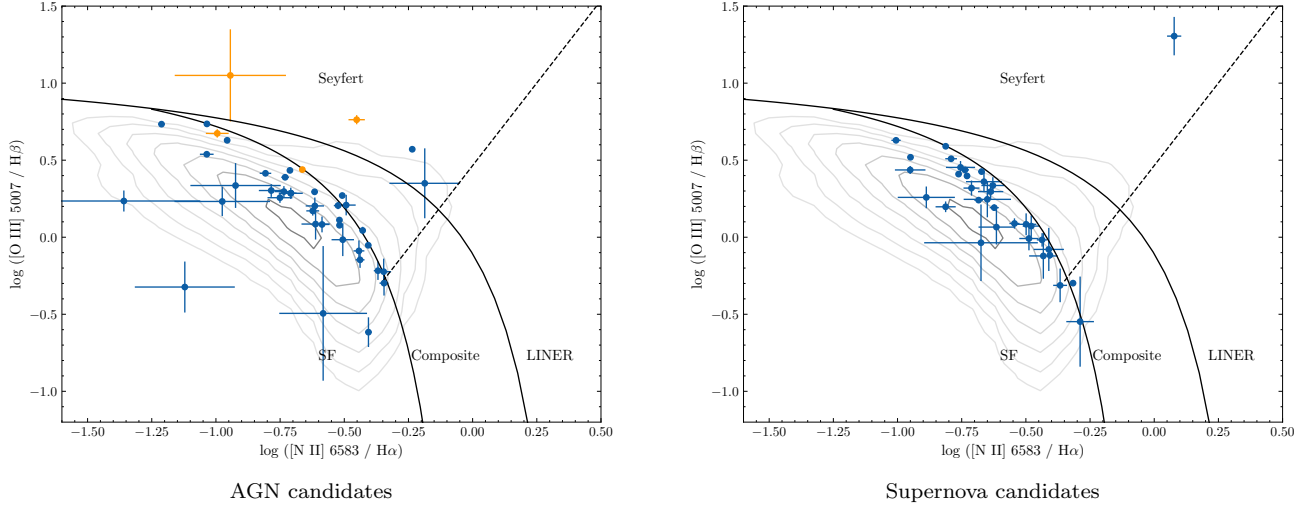 1.5
1.0
0.5
0.0
−0.5
−1.0
log ([O III] 5007 / Hβ)
Seyfert
SF
Composite
LINER
−1.50 −1.25 −1.00 −0.75 −0.50 −0.25 0.00 0.25 0.50
log ([N II] 6583 / Hα)
AGN candidates
1.5
1.0
0.5
0.0
−0.5
−1.0
log ([O III] 5007 / Hβ)
Seyfert
SF
Composite
LINER
−1.50 −1.25 −1.00 −0.75 −0.50 −0.25 0.00 0.25 0.50
log ([N II] 6583 / Hα)
Supernova candidates